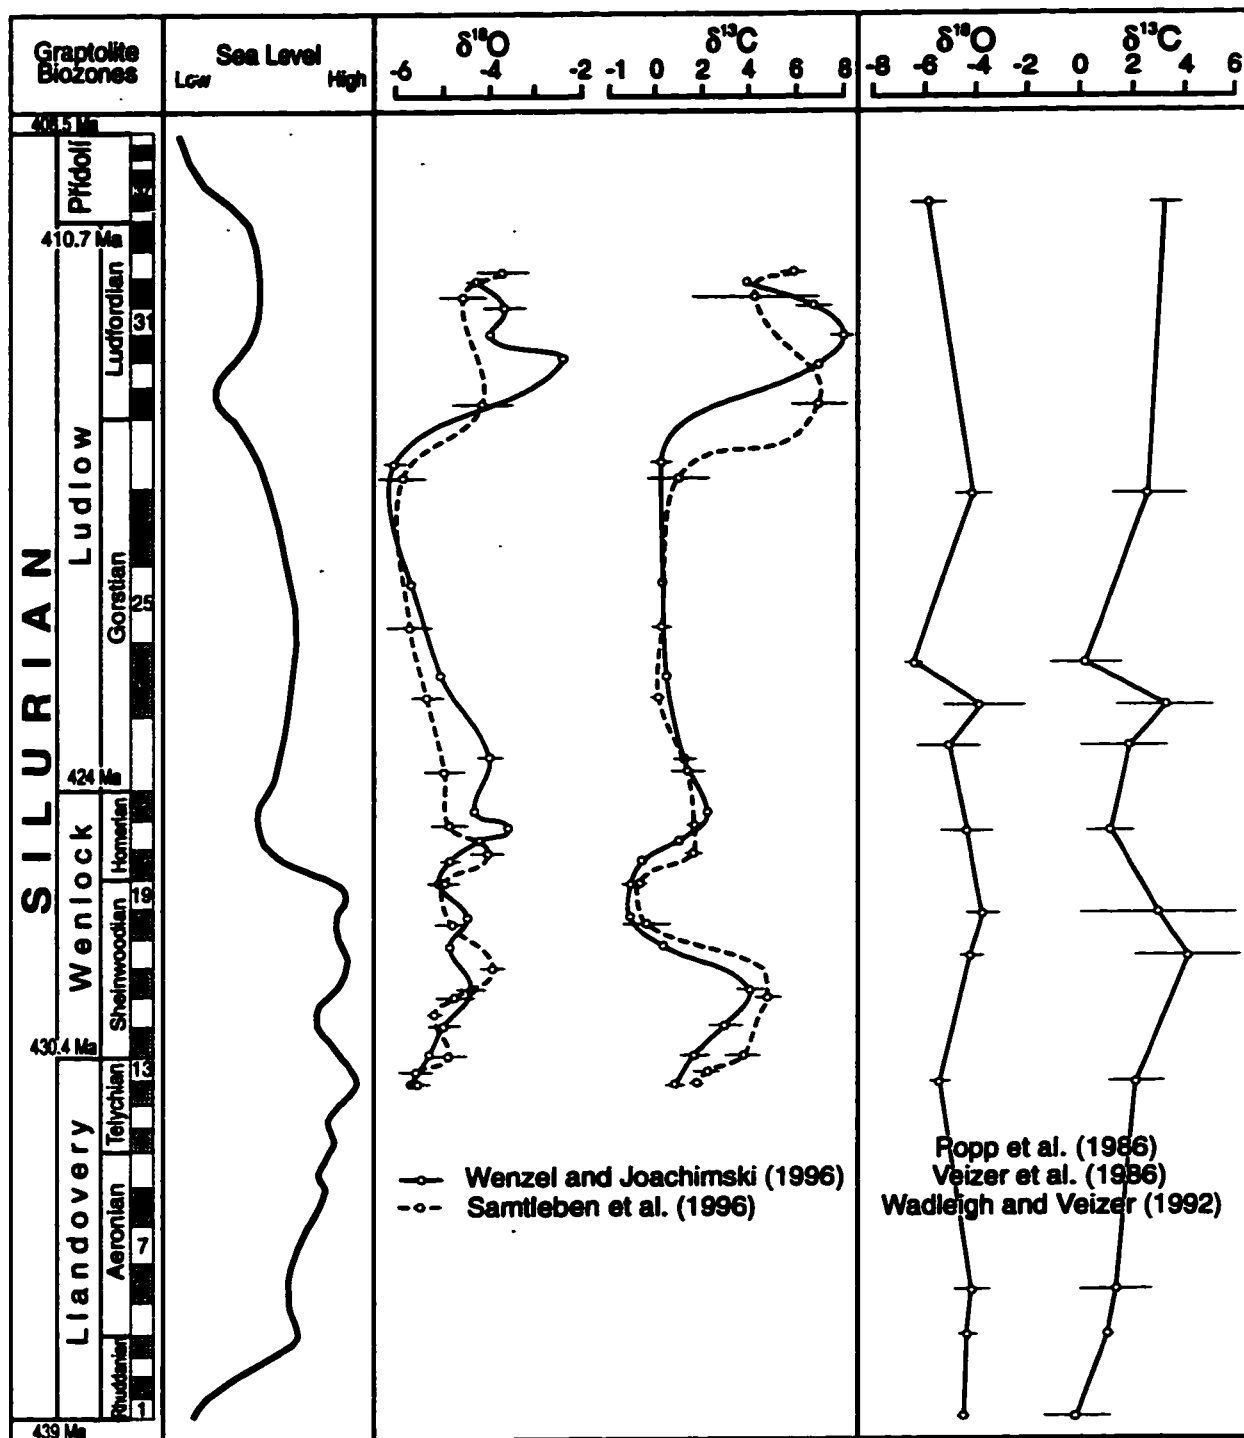 Graptolite
Biozones
Sea Level
Low
High
δ¹⁸O
-6 -4 -2
δ¹³C
-1 0 2 4 6 8
δ¹⁸O
-8 -6 -4 -2
δ¹³C
0 2 4 6
408.5 Ma
Přídolí
410.7 Ma
Ludfordian
31
Ludlow
Gorstian
25
SILURIAN
424 Ma
Homerian
Wenlock
19
Sheinwoodian
430.4 Ma
13
Telychian
Llandovery
Aeronian
7
Rhuddanian
1
439 Ma
Wenzel and Joachimski (1996)
Samtleben et al. (1996)
Popp et al. (1986)
Veizer et al. (1986)
Wadleigh and Veizer (1992)